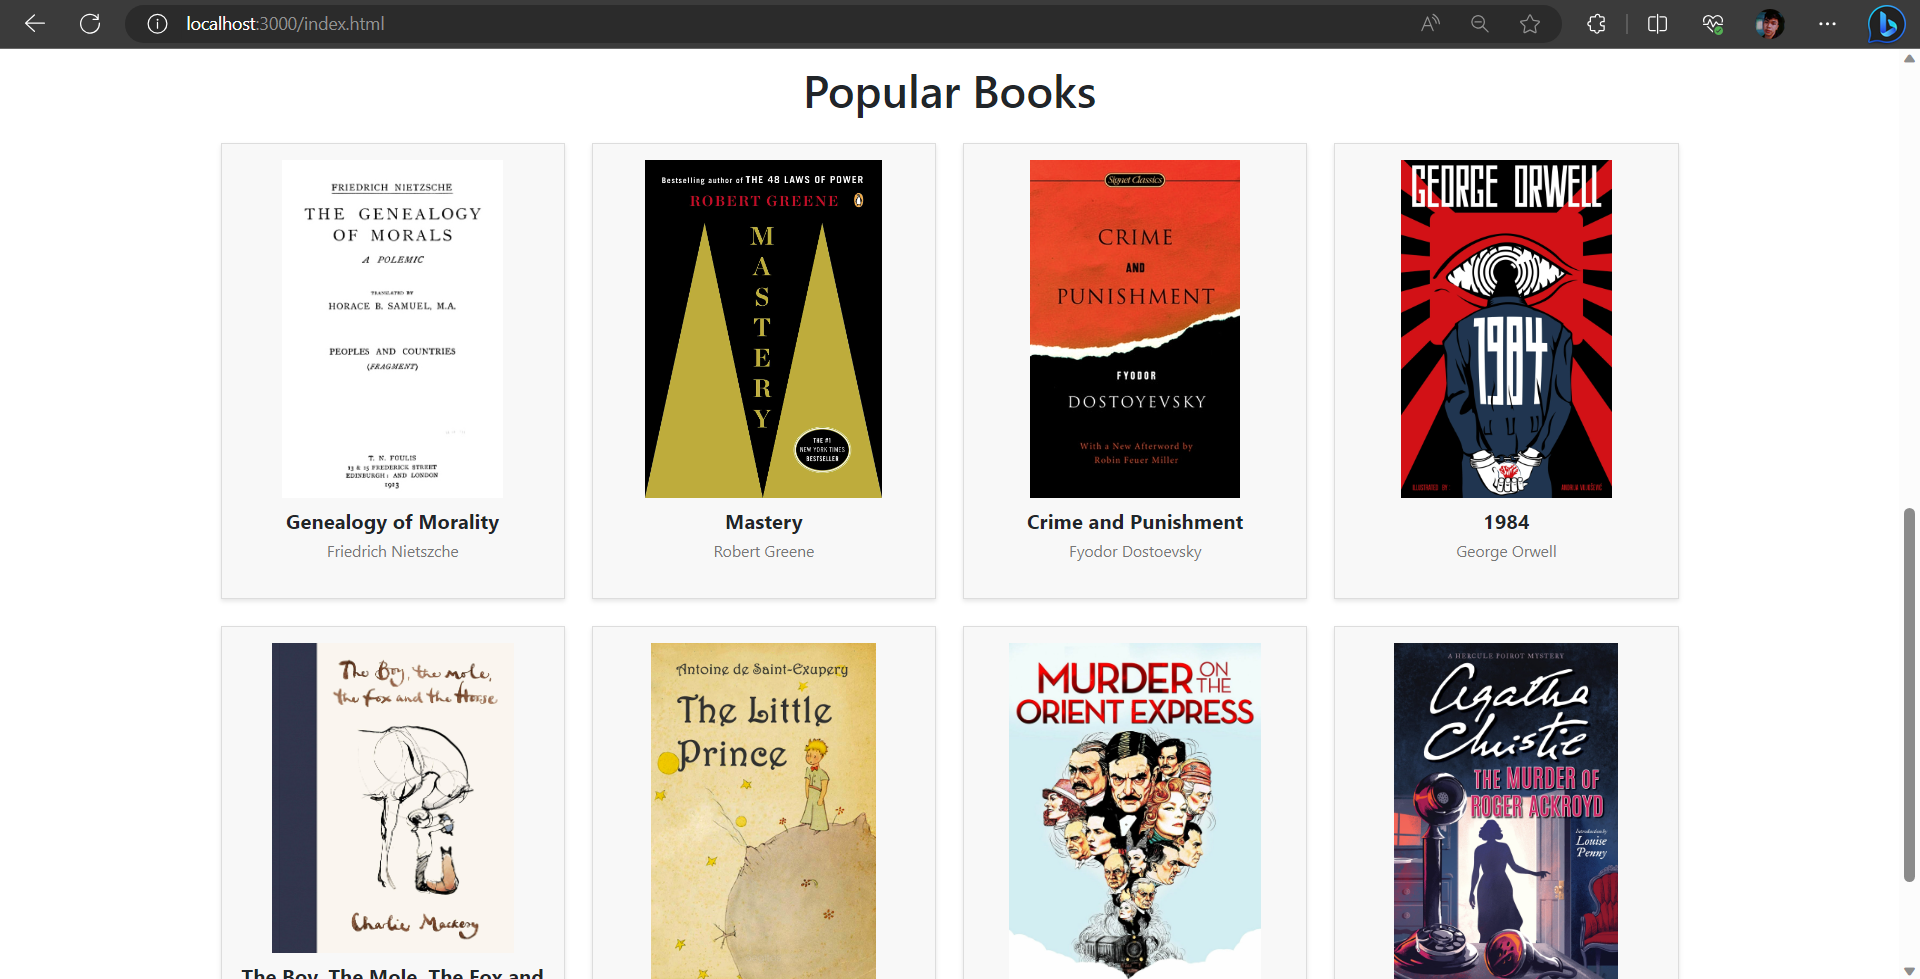 localhost:3000/index.html
Popular Books
FRIEDRICH NIETZSCHE
THE GENEALOGY
OF MORALS
A POLEMIC
TRANSLATED BY
HORACE B. SAMUEL, M.A.
PEOPLES AND COUNTRIES
(FRAGMENT)
T. N. FOULIS
13 & 15 FREDERICK STREET
EDINBURGH: AND LONDON
1913
Genealogy of Morality
Friedrich Nietszche
Bestselling author of THE 48 LAWS OF POWER
ROBERT GREENE
MASTERY
THE #1
NEW YORK TIMES
BESTSELLER
Mastery
Robert Greene
Signet Classics
CRIME
AND
PUNISHMENT
FYODOR
DOSTOYEVSKY
With a New Afterword by
Robin Feuer Miller
Crime and Punishment
Fyodor Dostoevsky
GEORGE ORWELL
1984
ILLUSTRATED BY
1984
George Orwell
The Boy, the mole,
the fox and the Horse
Charlie Mackesy
The Boy, The Mole, The Fox and
Antoine de Saint-Exupery
The Little
Prince
MURDER ON THE
ORIENT EXPRESS
A HERCULE POIROT MYSTERY
Agatha
Christie
THE MURDER OF
ROGER ACKROYD
Introduction by
Louise
Penny